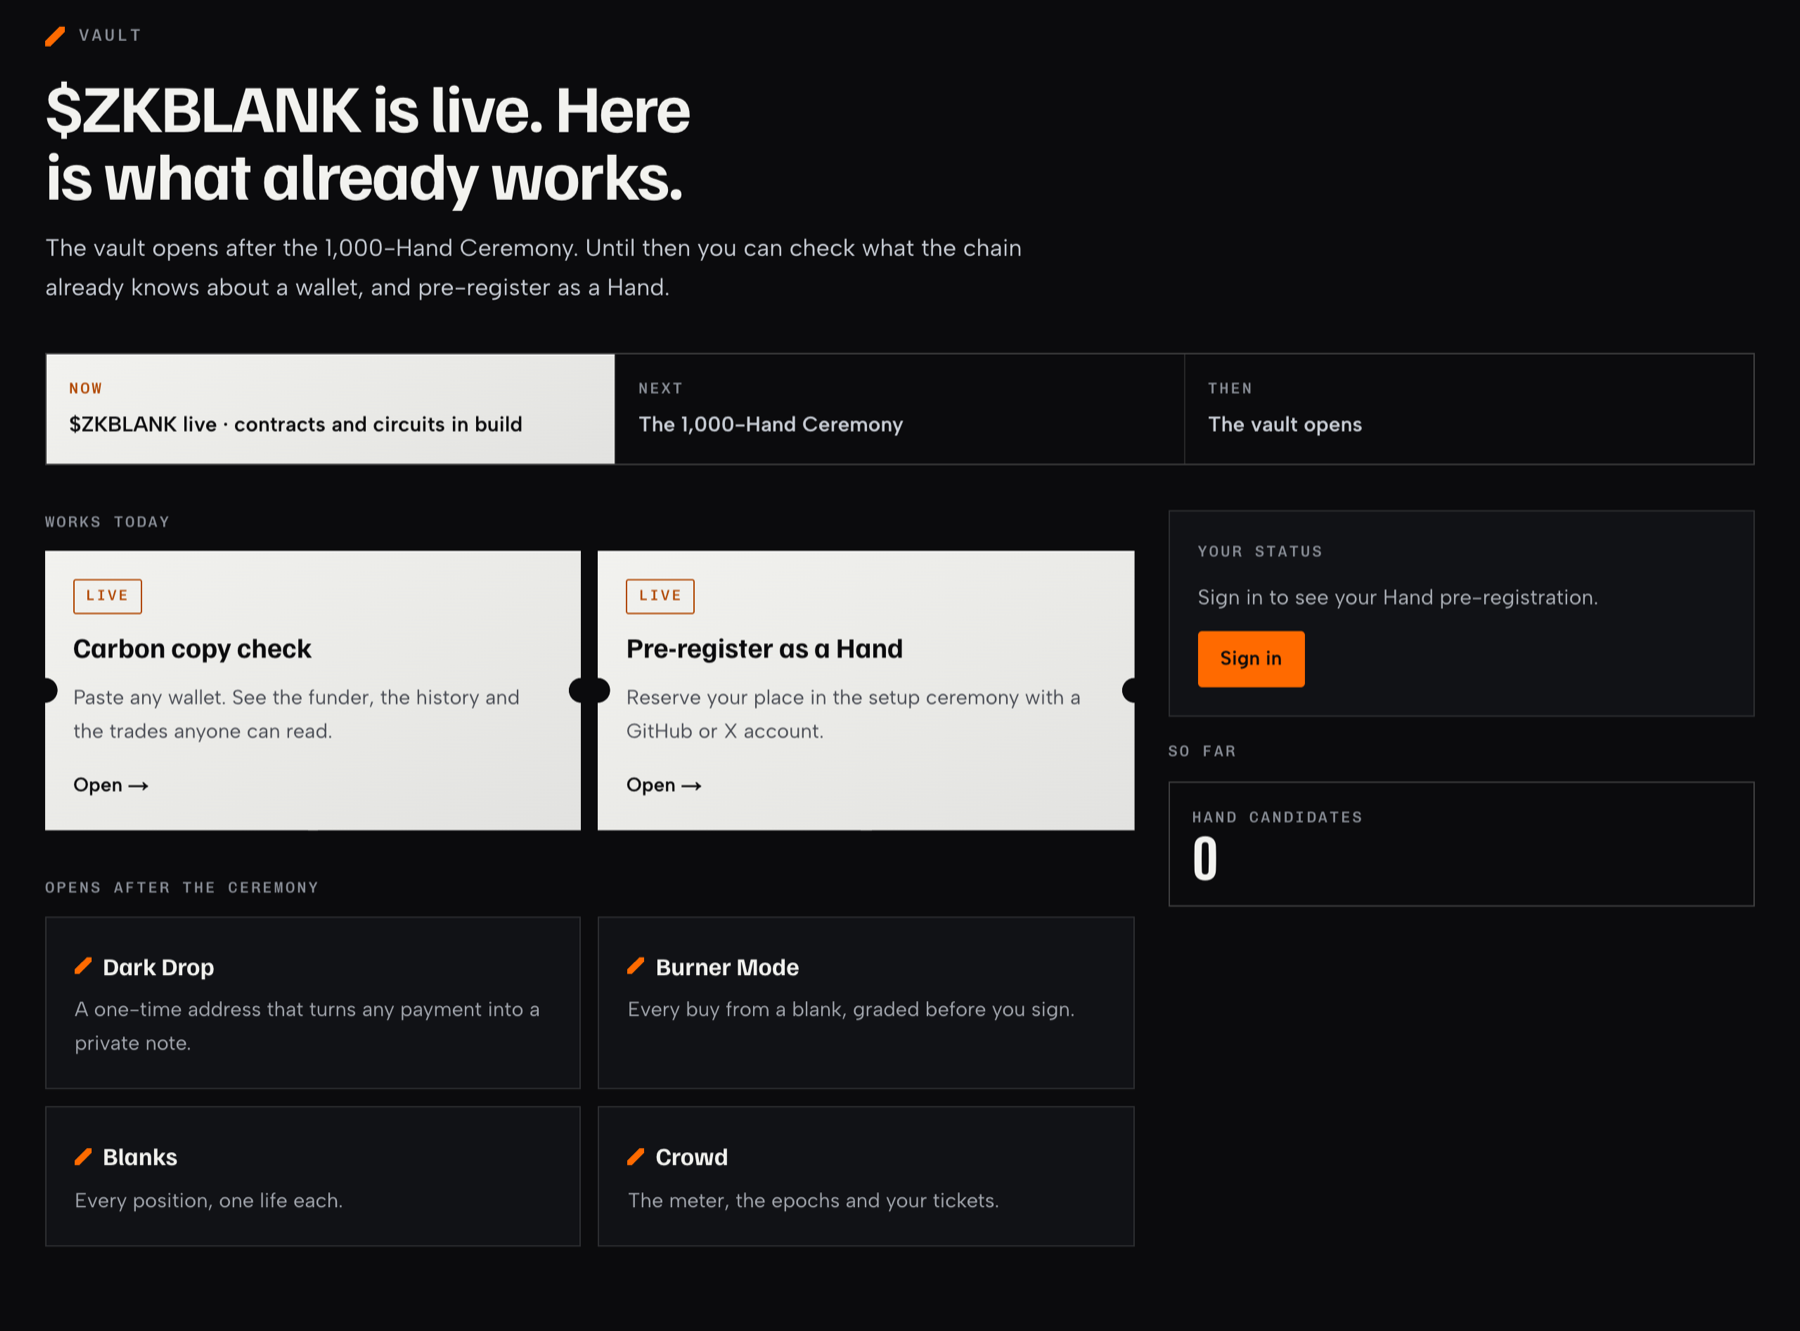 VAULT
$ZKBLANK is live. Here
is what already works.
The vault opens after the 1,000-Hand Ceremony. Until then you can check what the chain
already knows about a wallet, and pre-register as a Hand.
NOW
$ZKBLANK live · contracts and circuits in build
NEXT
The 1,000-Hand Ceremony
THEN
The vault opens
WORKS TODAY
LIVE
Carbon copy check
Paste any wallet. See the funder, the history and
the trades anyone can read.
Open →
LIVE
Pre-register as a Hand
Reserve your place in the setup ceremony with a
GitHub or X account.
Open →
YOUR STATUS
Sign in to see your Hand pre-registration.
Sign in
SO FAR
HAND CANDIDATES
0
OPENS AFTER THE CEREMONY
Dark Drop
A one-time address that turns any payment into a
private note.
Burner Mode
Every buy from a blank, graded before you sign.
Blanks
Every position, one life each.
Crowd
The meter, the epochs and your tickets.